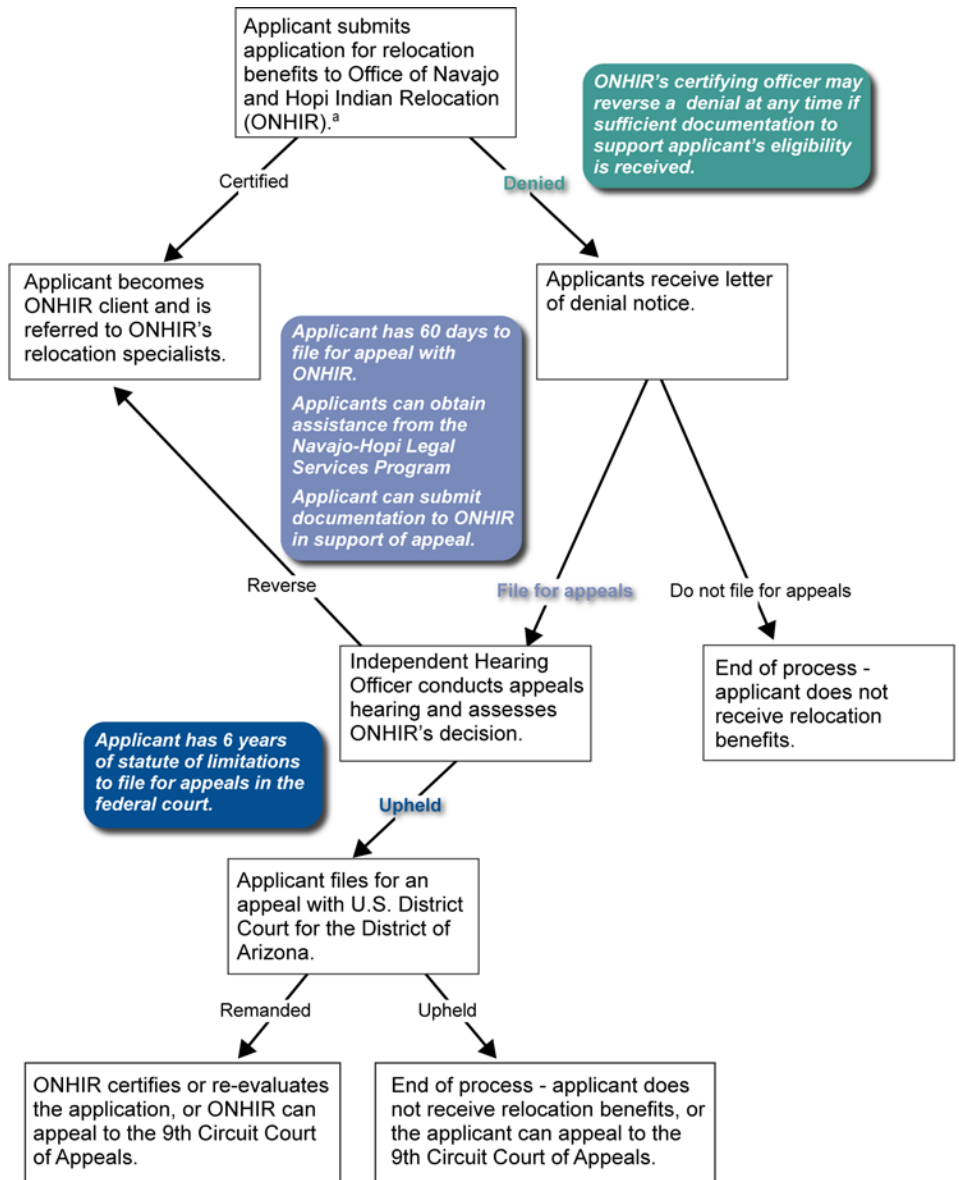 Applicant submits
application for relocation
benefits to Office of Navajo
and Hopi Indian Relocation
(ONHIR).a
ONHIR's certifying officer may
reverse a denial at any time if
sufficient documentation to
support applicant's eligibility
is received.
Certified
Denied
Applicant becomes
ONHIR client and is
referred to ONHIR's
relocation specialists.
Applicants receive letter
of denial notice.
Applicant has 60 days to
file for appeal with
ONHIR.
Applicants can obtain
assistance from the
Navajo-Hopi Legal
Services Program
Applicant can submit
documentation to ONHIR
in support of appeal.
Reverse
File for appeals
Do not file for appeals
Independent Hearing
Officer conducts appeals
hearing and assesses
ONHIR's decision.
End of process -
applicant does not
receive relocation
benefits.
Applicant has 6 years
of statute of limitations
to file for appeals in the
federal court.
Upheld
Applicant files for an
appeal with U.S. District
Court for the District of
Arizona.
Remanded
Upheld
ONHIR certifies or re-evaluates
the application, or ONHIR can
appeal to the 9th Circuit Court
of Appeals.
End of process - applicant does
not receive relocation benefits, or
the applicant can appeal to the
9th Circuit Court of Appeals.